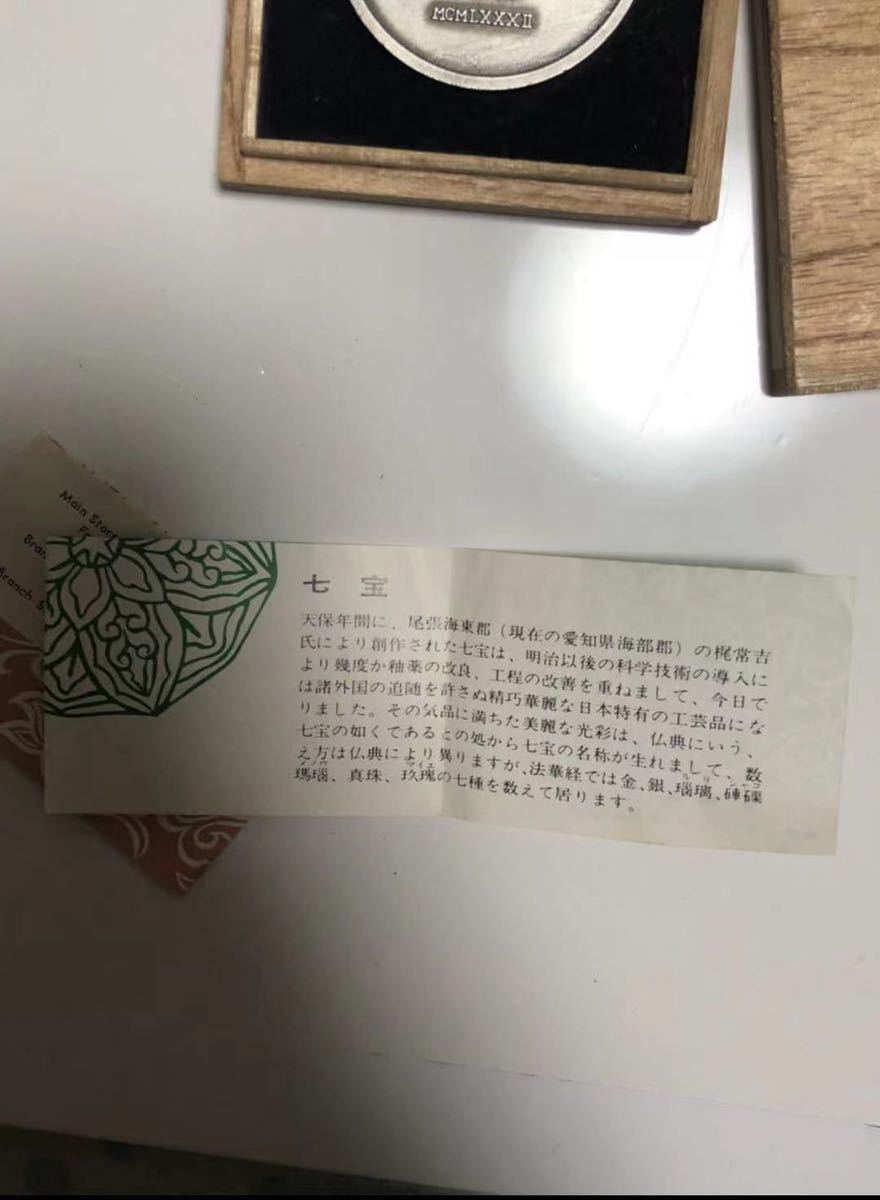 MCMLXXXII
Main Stor
Bran
Branch S
七宝
天保年間に、尾張海東郡（現在の愛知県海部郡）の梶常吉
氏により創作された七宝は、明治以後の科学技術の導入に
より幾度か釉薬の改良、工程の改善を重ねまして、今日で
は諸外国の追随を許さぬ精巧華麗な日本特有の工芸品にな
りました。その気品に満ちた美麗な光彩は、仏典にいう、
七宝の如くであるとの処から七宝の名称が生れまして、数
え方は仏典により異りますが、法華経では金、銀、瑠璃、硨磲
瑪瑙、真珠、玫瑰の七種を数えて居ります。